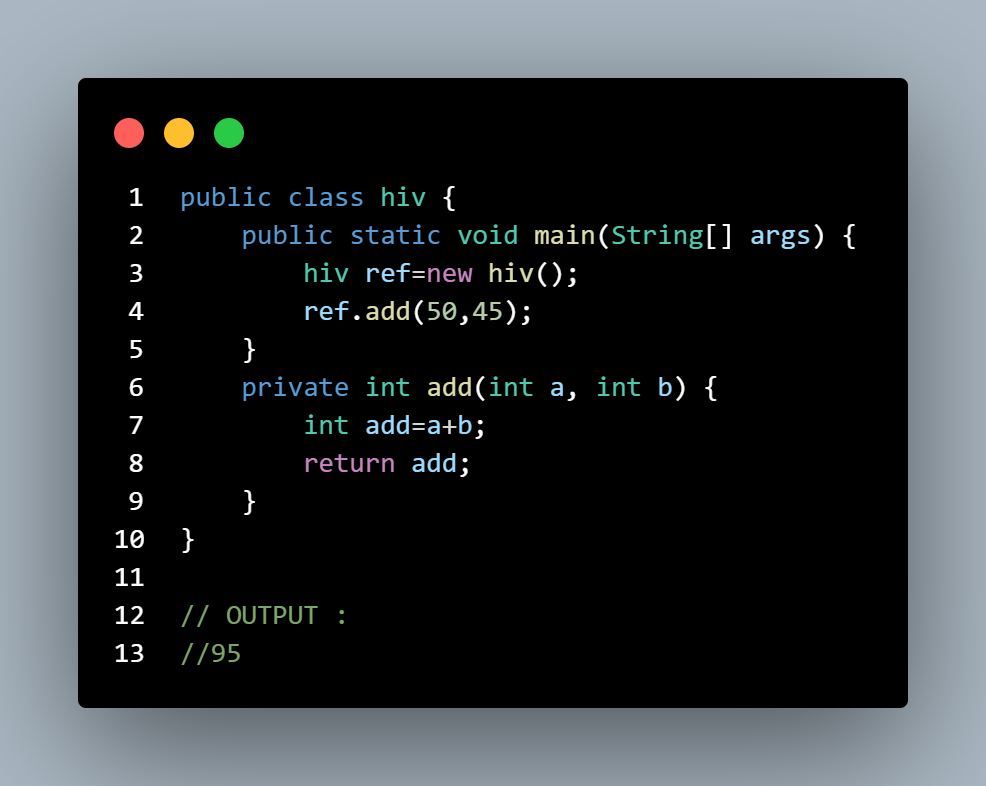 1 public class hiv {
2     public static void main(String[] args) {
3         hiv ref=new hiv();
4         ref.add(50,45);
5     }
6     private int add(int a, int b) {
7         int add=a+b;
8         return add;
9     }
10 }
11
12 // OUTPUT :
13 //95